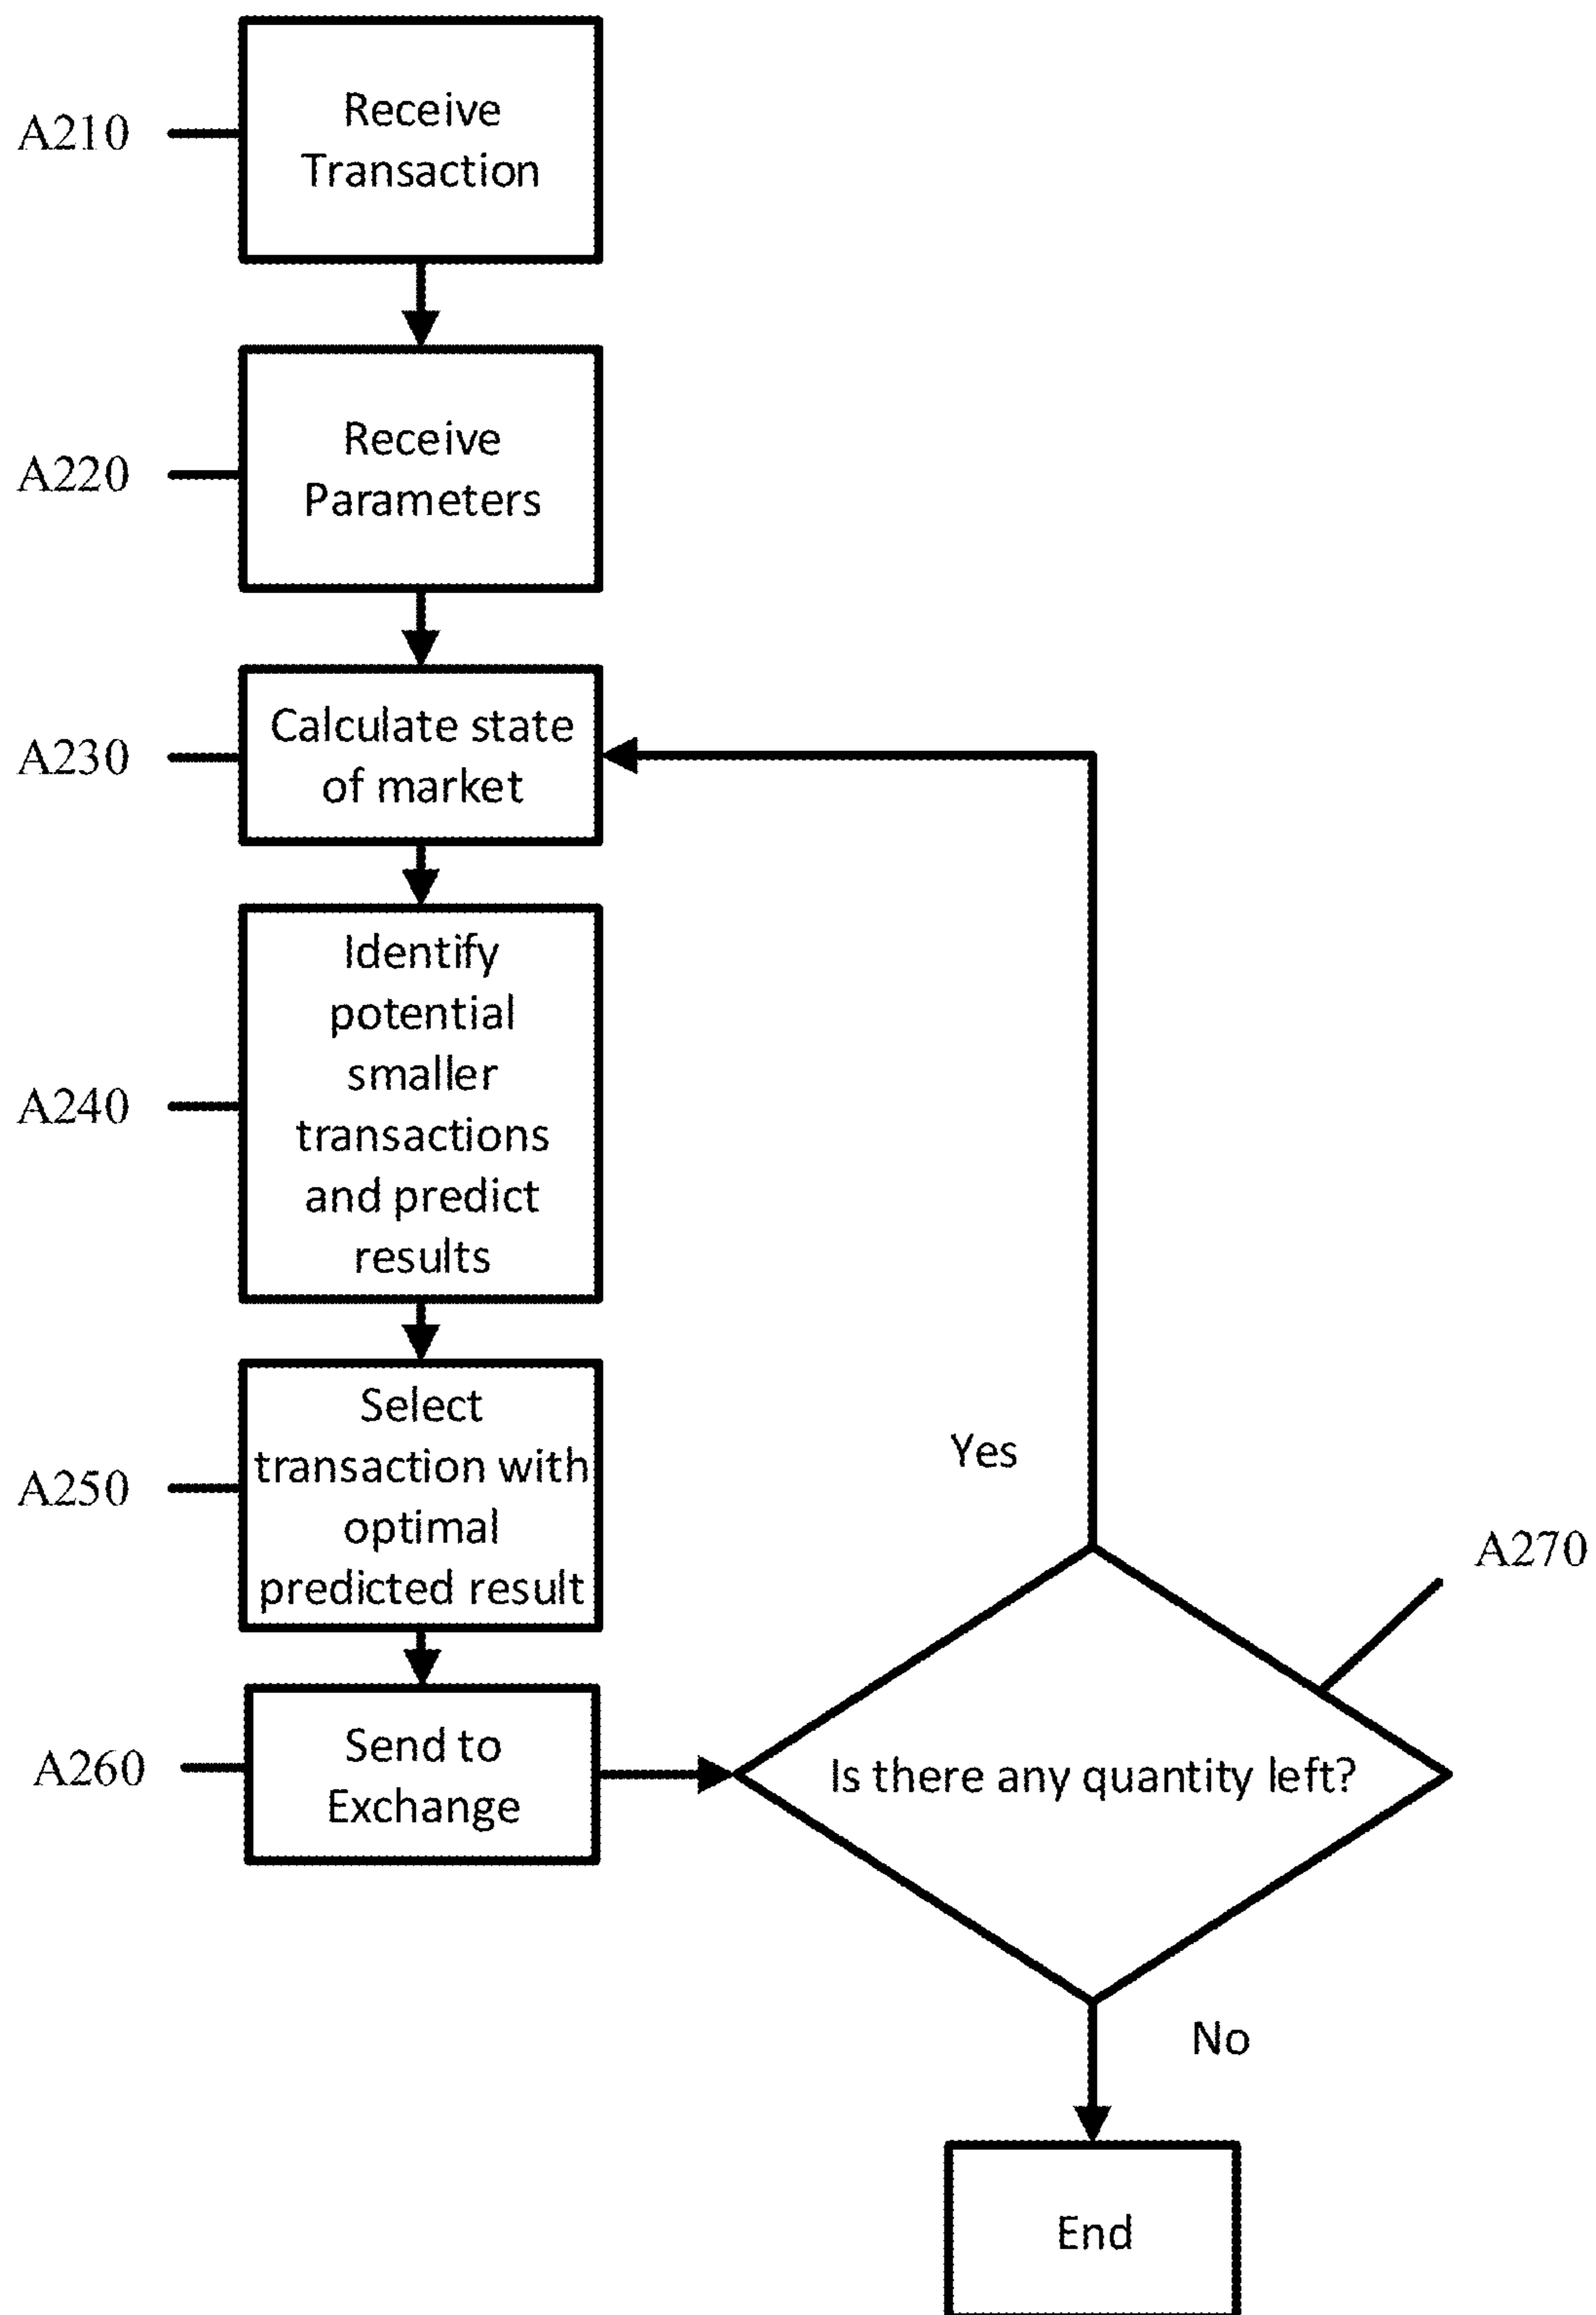 A210
Receive
Transaction
A220
Receive
Parameters
A230
Calculate state
of market
A240
Identify
potential
smaller
transactions
and predict
results
A250
Select
transaction with
optimal
predicted result
Yes
A270
A260
Send to
Exchange
Is there any quantity left?
No
End